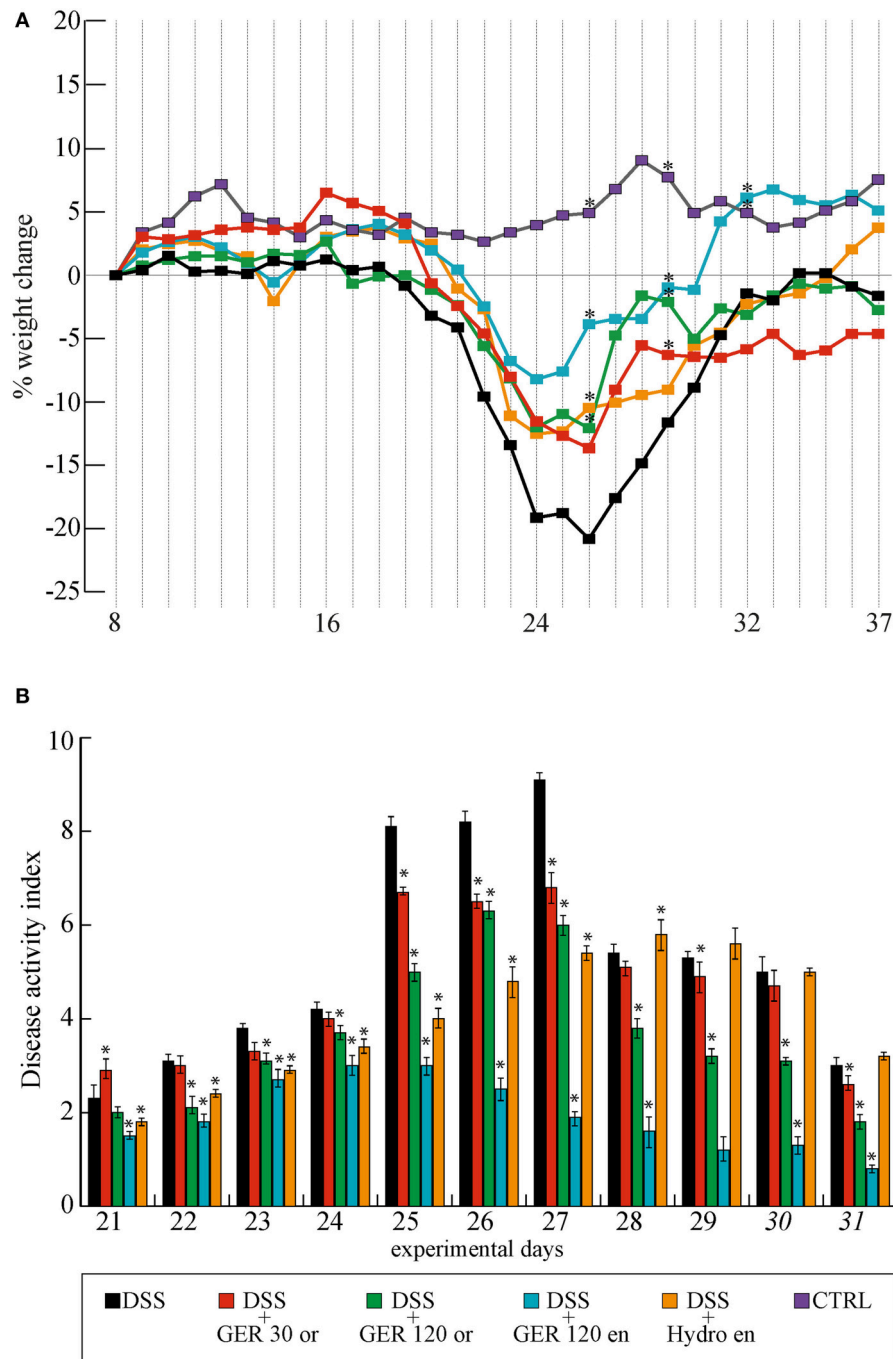 A
20
15
10
5
0
-5
-10
-15
-20
-25
% weight change
* * * * * * * * * * *
8 16 24 32 37
B
10
8
6
4
2
0
Disease activity index
* * * * * * * * * * * * * * * * * * * * * * * * * * * * * * *
21 22 23 24 25 26 27 28 29 30 31
experimental days
DSS DSS + GER 30 or DSS + GER 120 or DSS + GER 120 en DSS + Hydro en CTRL